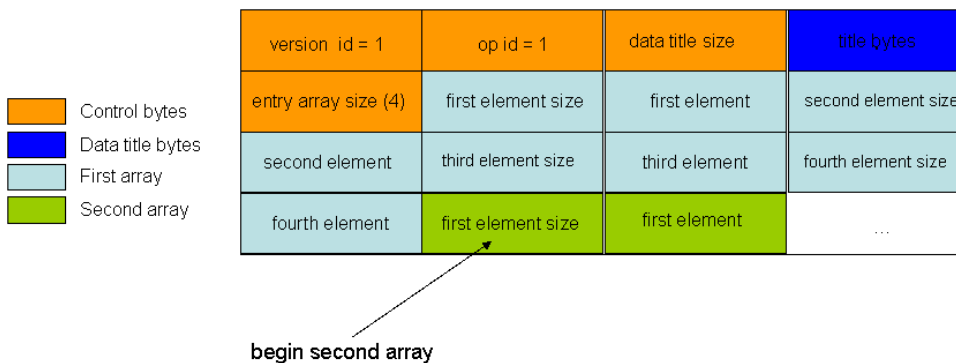 version id = 1
op id = 1
data title size
title bytes
entry array size (4)
first element size
first element
second element size
second element
third element size
third element
fourth element size
fourth element
first element size
first element
...
Control bytes
Data title bytes
First array
Second array
begin second array